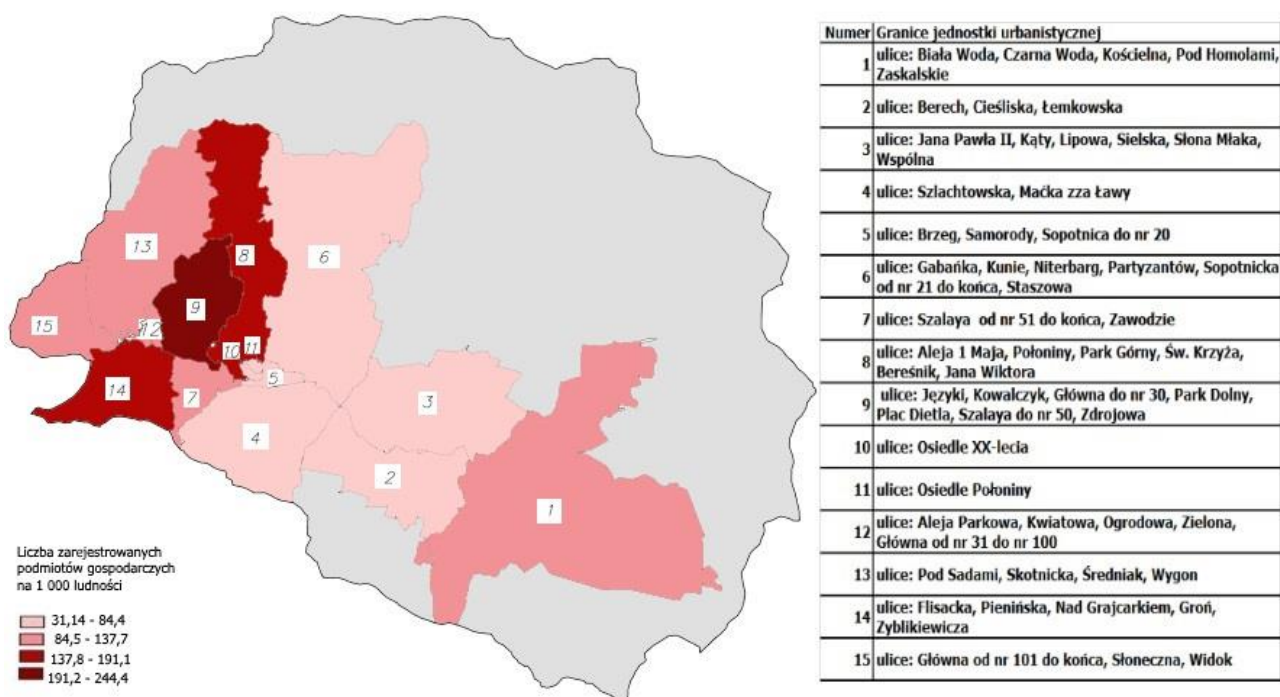 13
8
6
9
12
15
10
11
5
14
7
3
4
2
1
Liczba zarejestrowanych
podmiotów gospodarczych
na 1 000 ludności
31,14 - 84,4
84,5 - 137,7
137,8 - 191,1
191,2 - 244,4
Numer Granice jednostki urbanistycznej
1 ulice: Biała Woda, Czarna Woda, Kościelna, Pod Homolami,
Zaskalskie
2 ulice: Berech, Cieśliska, Łemkowska
3 ulice: Jana Pawła II, Kąty, Lipowa, Sielska, Słona Młaka,
Wspólna
4 ulice: Szlachtowska, Maćka zza Ławy
5 ulice: Brzeg, Samorody, Sopotnica do nr 20
6 ulice: Gabańka, Kunie, Niterbarg, Partyzantów, Sopotnicka
od nr 21 do końca, Staszowa
7 ulice: Szalaya od nr 51 do końca, Zawodzie
8 ulice: Aleja 1 Maja, Połoniny, Park Górny, Św. Krzyża,
Bereśnik, Jana Wiktora
9 ulice: Języki, Kowalczyk, Główna do nr 30, Park Dolny,
Plac Dietla, Szalaya do nr 50, Zdrojowa
10 ulice: Osiedle XX-lecia
11 ulice: Osiedle Połoniny
12 ulice: Aleja Parkowa, Kwiatowa, Ogrodowa, Zielona,
Główna od nr 31 do nr 100
13 ulice: Pod Sadami, Skotnicka, Średniak, Wygon
14 ulice: Flisacka, Pienińska, Nad Grajcarkiem, Groń,
Zyblikiewicza
15 ulice: Główna od nr 101 do końca, Słoneczna, Widok